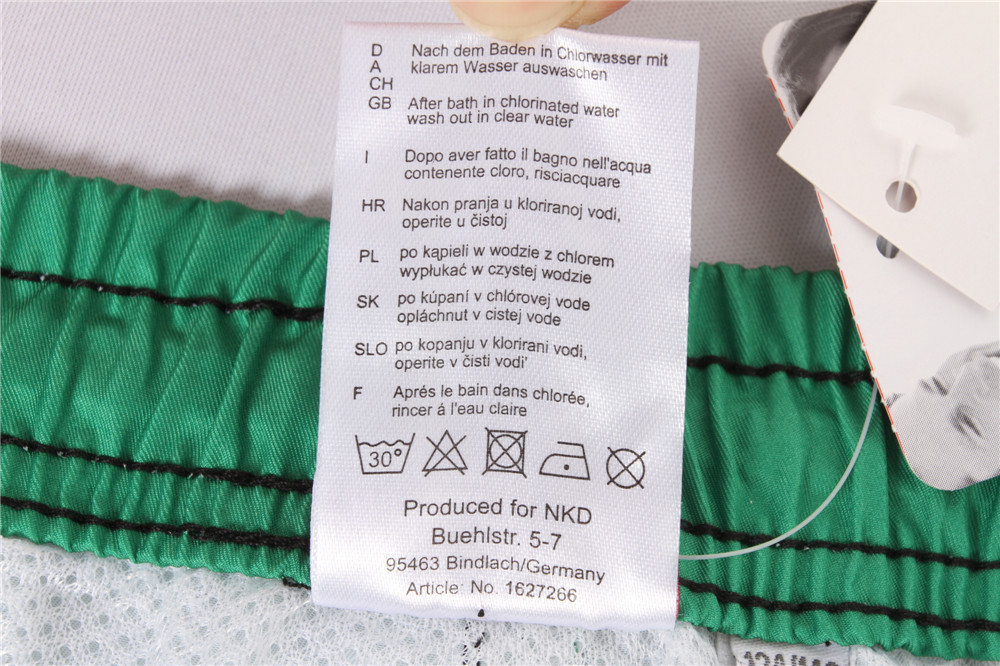 D Nach dem Baden in Chlorwasser mit
A klarem Wasser auswaschen
CH
GB After bath in chlorinated water
wash out in clear water
I Dopo aver fatto il bagno nell'acqua
contenente cloro, risciacquare
HR Nakon pranja u kloriranoj vodi,
operite u čistoj
PL po kąpieli w wodzie z chlorem
wypłukać w czystej wodzie
SK po kúpaní v chlórovej vode
opláchnut v cistej vode
SLO po kopanju v klorirani vodi,
operite v čisti vodi'
F Aprés le bain dans chlorée,
rincer á l'eau claire
30°
Produced for NKD
Buehlstr. 5-7
95463 Bindlach/Germany
Article: No. 1627266